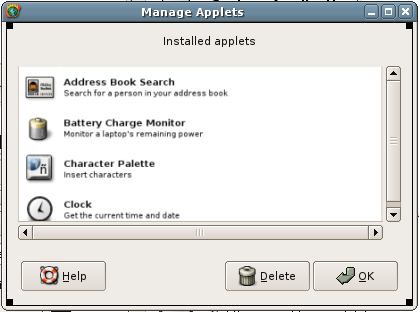 Manage Applets
Installed applets
Address Book Search
Search for a person in your address book
Battery Charge Monitor
Monitor a laptop's remaining power
Character Palette
Insert characters
Clock
Get the current time and date
Help
Delete
OK